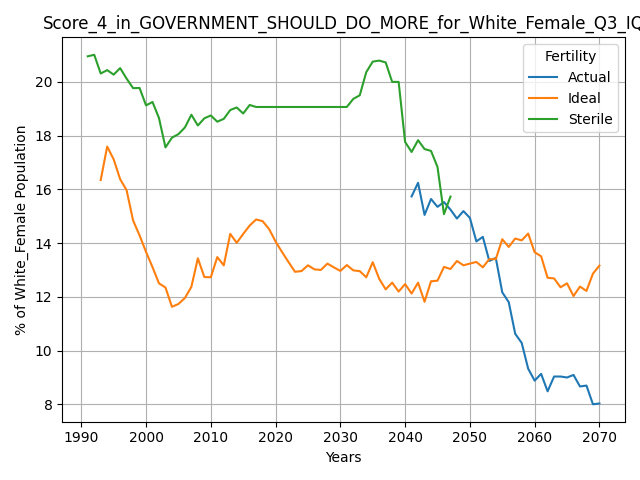 Score_4_in_GOVERNMENT_SHOULD_DO_MORE_for_White_Female_Q3_IQ
Fertility
Actual
Ideal
Sterile
% of White_Female Population
20
18
16
14
12
10
8
1990
2000
2010
2020
2030
2040
2050
2060
2070
Years